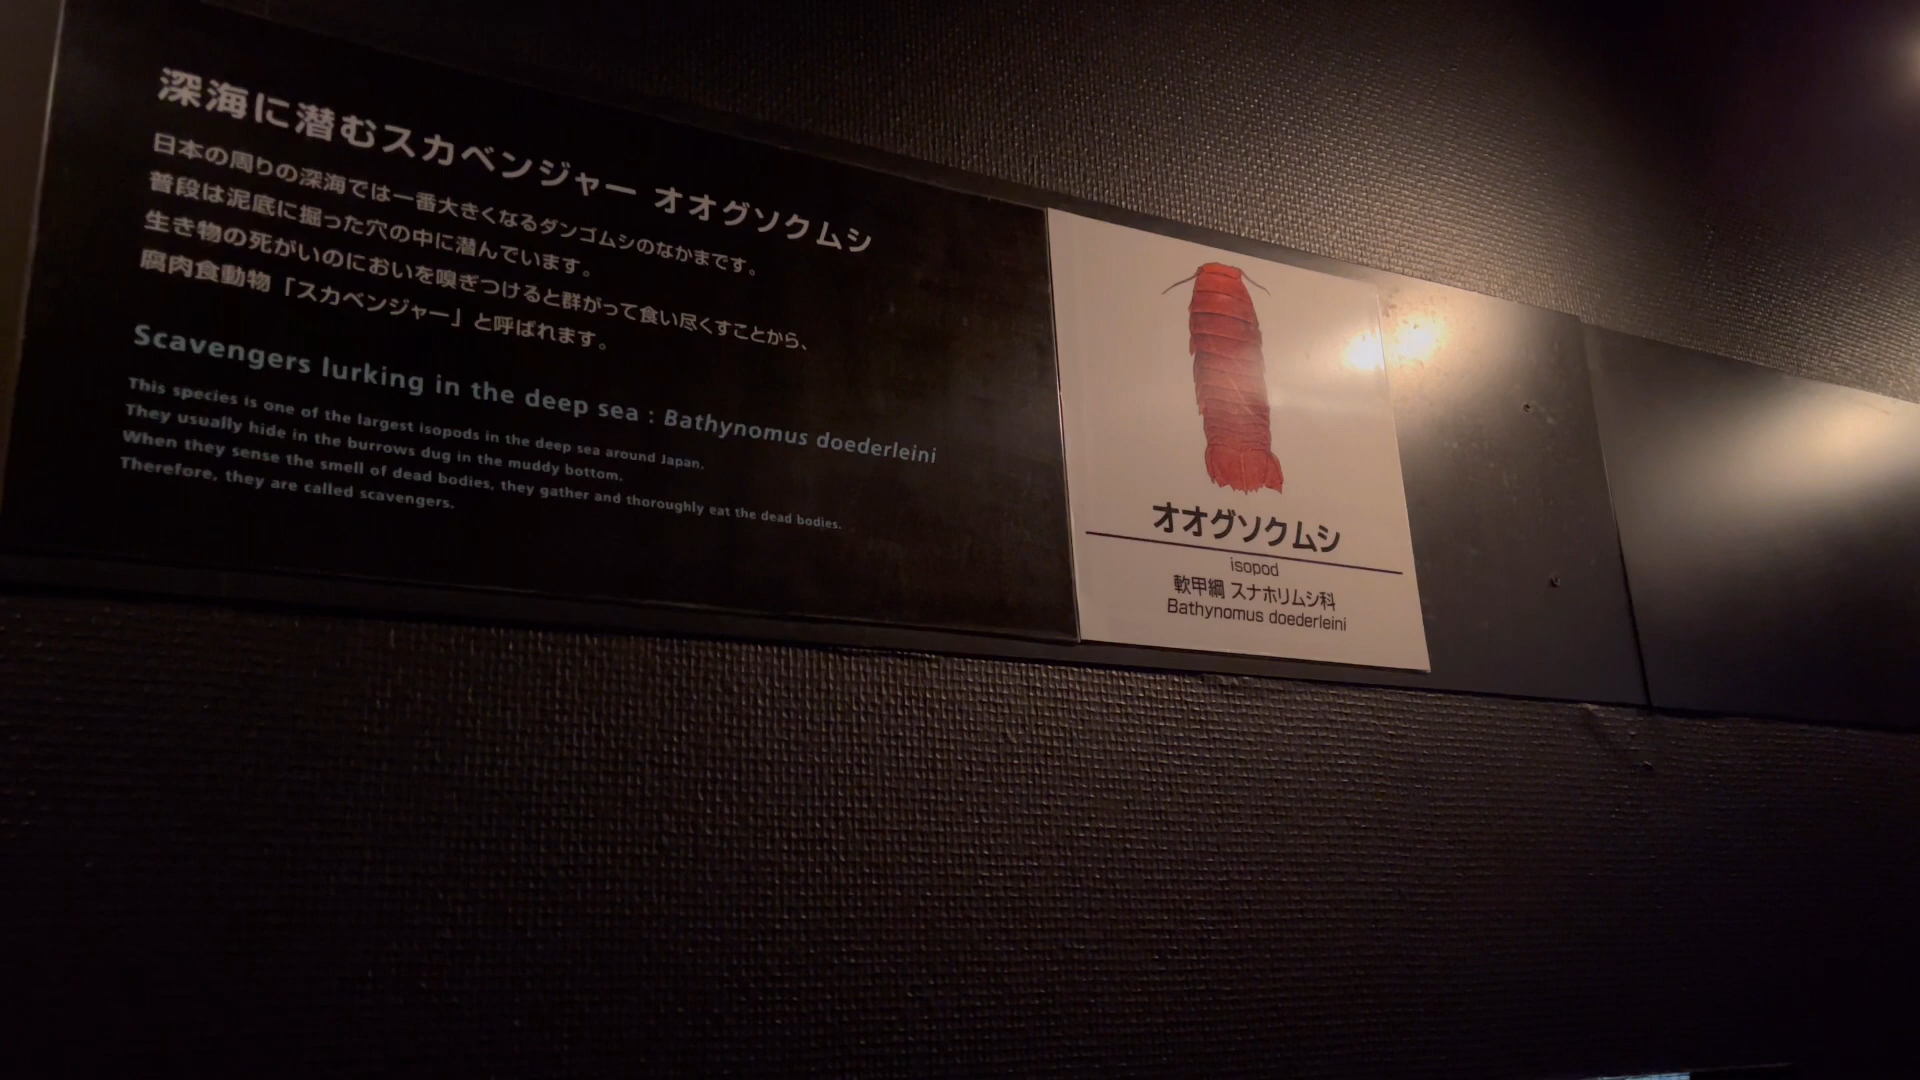 深海に潜むスカベンジャー オオグソクムシ
日本の周りの深海では一番大きくなるダンゴムシのなかまです。
普段は泥底に掘った穴の中に潜んでいます。
生き物の死がいのにおいを嗅ぎつけると群がって食い尽くすことから、
腐肉食動物「スカベンジャー」と呼ばれます。
Scavengers lurking in the deep sea : Bathynomus doederleini
This species is one of the largest isopods in the deep sea around Japan.
They usually hide in the burrows dug in the muddy bottom.
When they sense the smell of dead bodies, they gather and thoroughly eat the dead bodies.
Therefore, they are called scavengers.
オオグソクムシ
isopod
軟甲綱 スナホリムシ科
Bathynomus doederleini